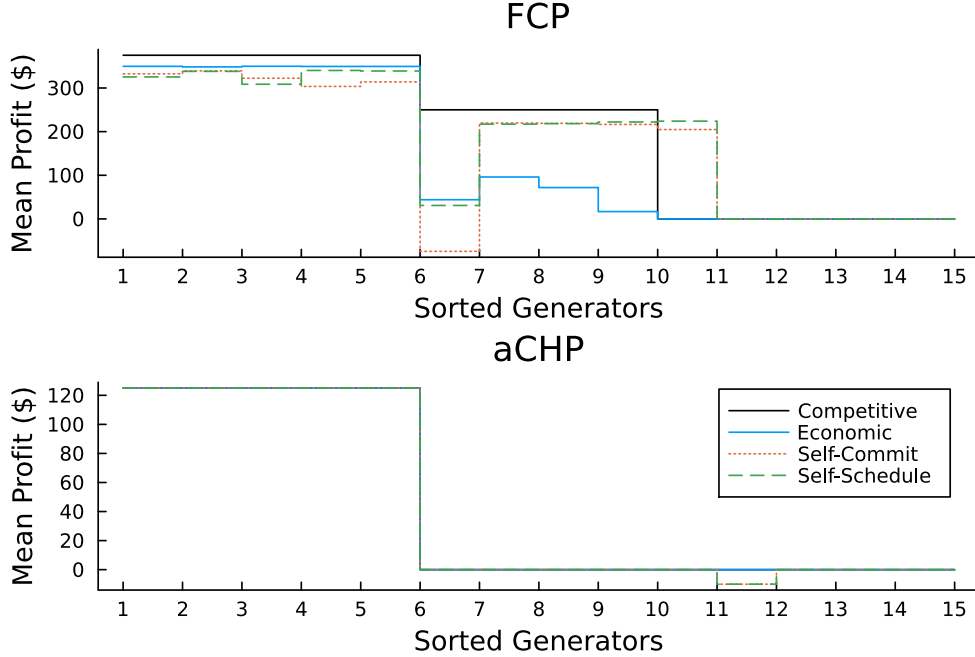 FCP
Mean Profit ($)
300
200
100
0
1 2 3 4 5 6 7 8 9 10 11 12 13 14 15
Sorted Generators
aCHP
Mean Profit ($)
120
100
80
60
40
20
0
Competitive
Economic
Self-Commit
Self-Schedule
1 2 3 4 5 6 7 8 9 10 11 12 13 14 15
Sorted Generators